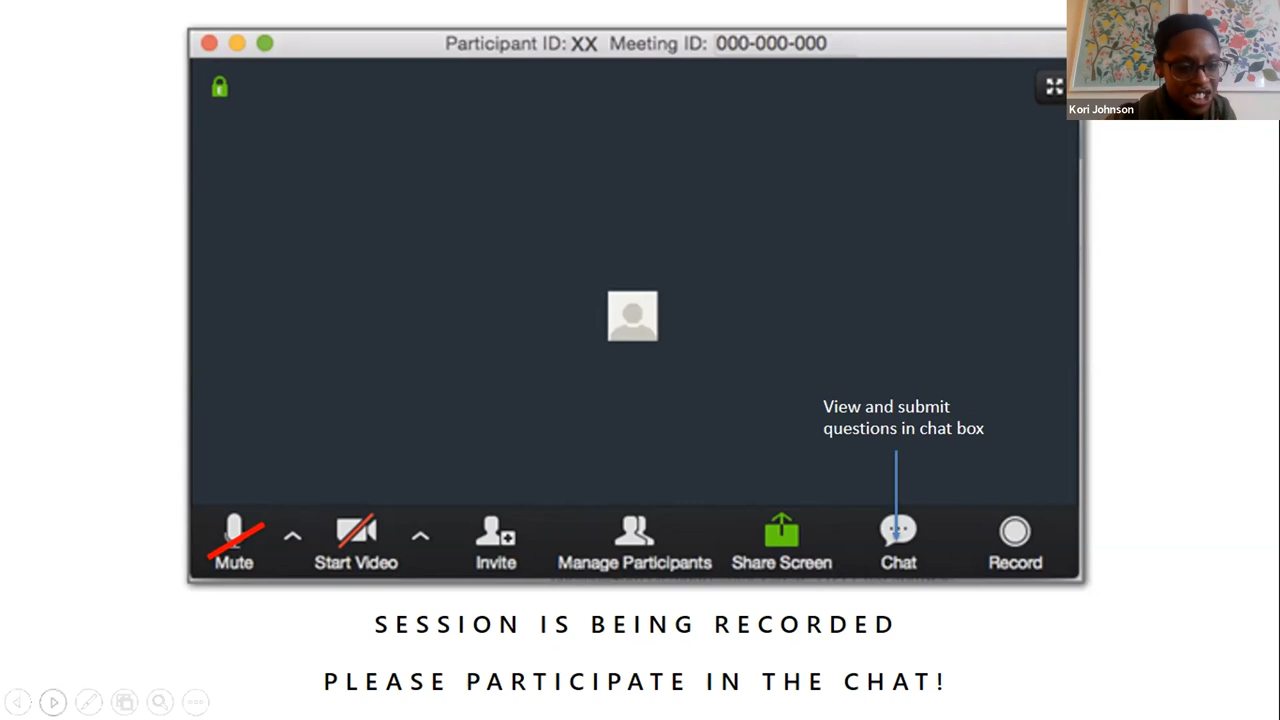 Participant ID: XX Meeting ID: 000-000-000
Kori Johnson
View and submit
questions in chat box
Mute
Start Video
Invite
Manage Participants
Share Screen
Chat
Record
SESSION IS BEING RECORDED
PLEASE PARTICIPATE IN THE CHAT!